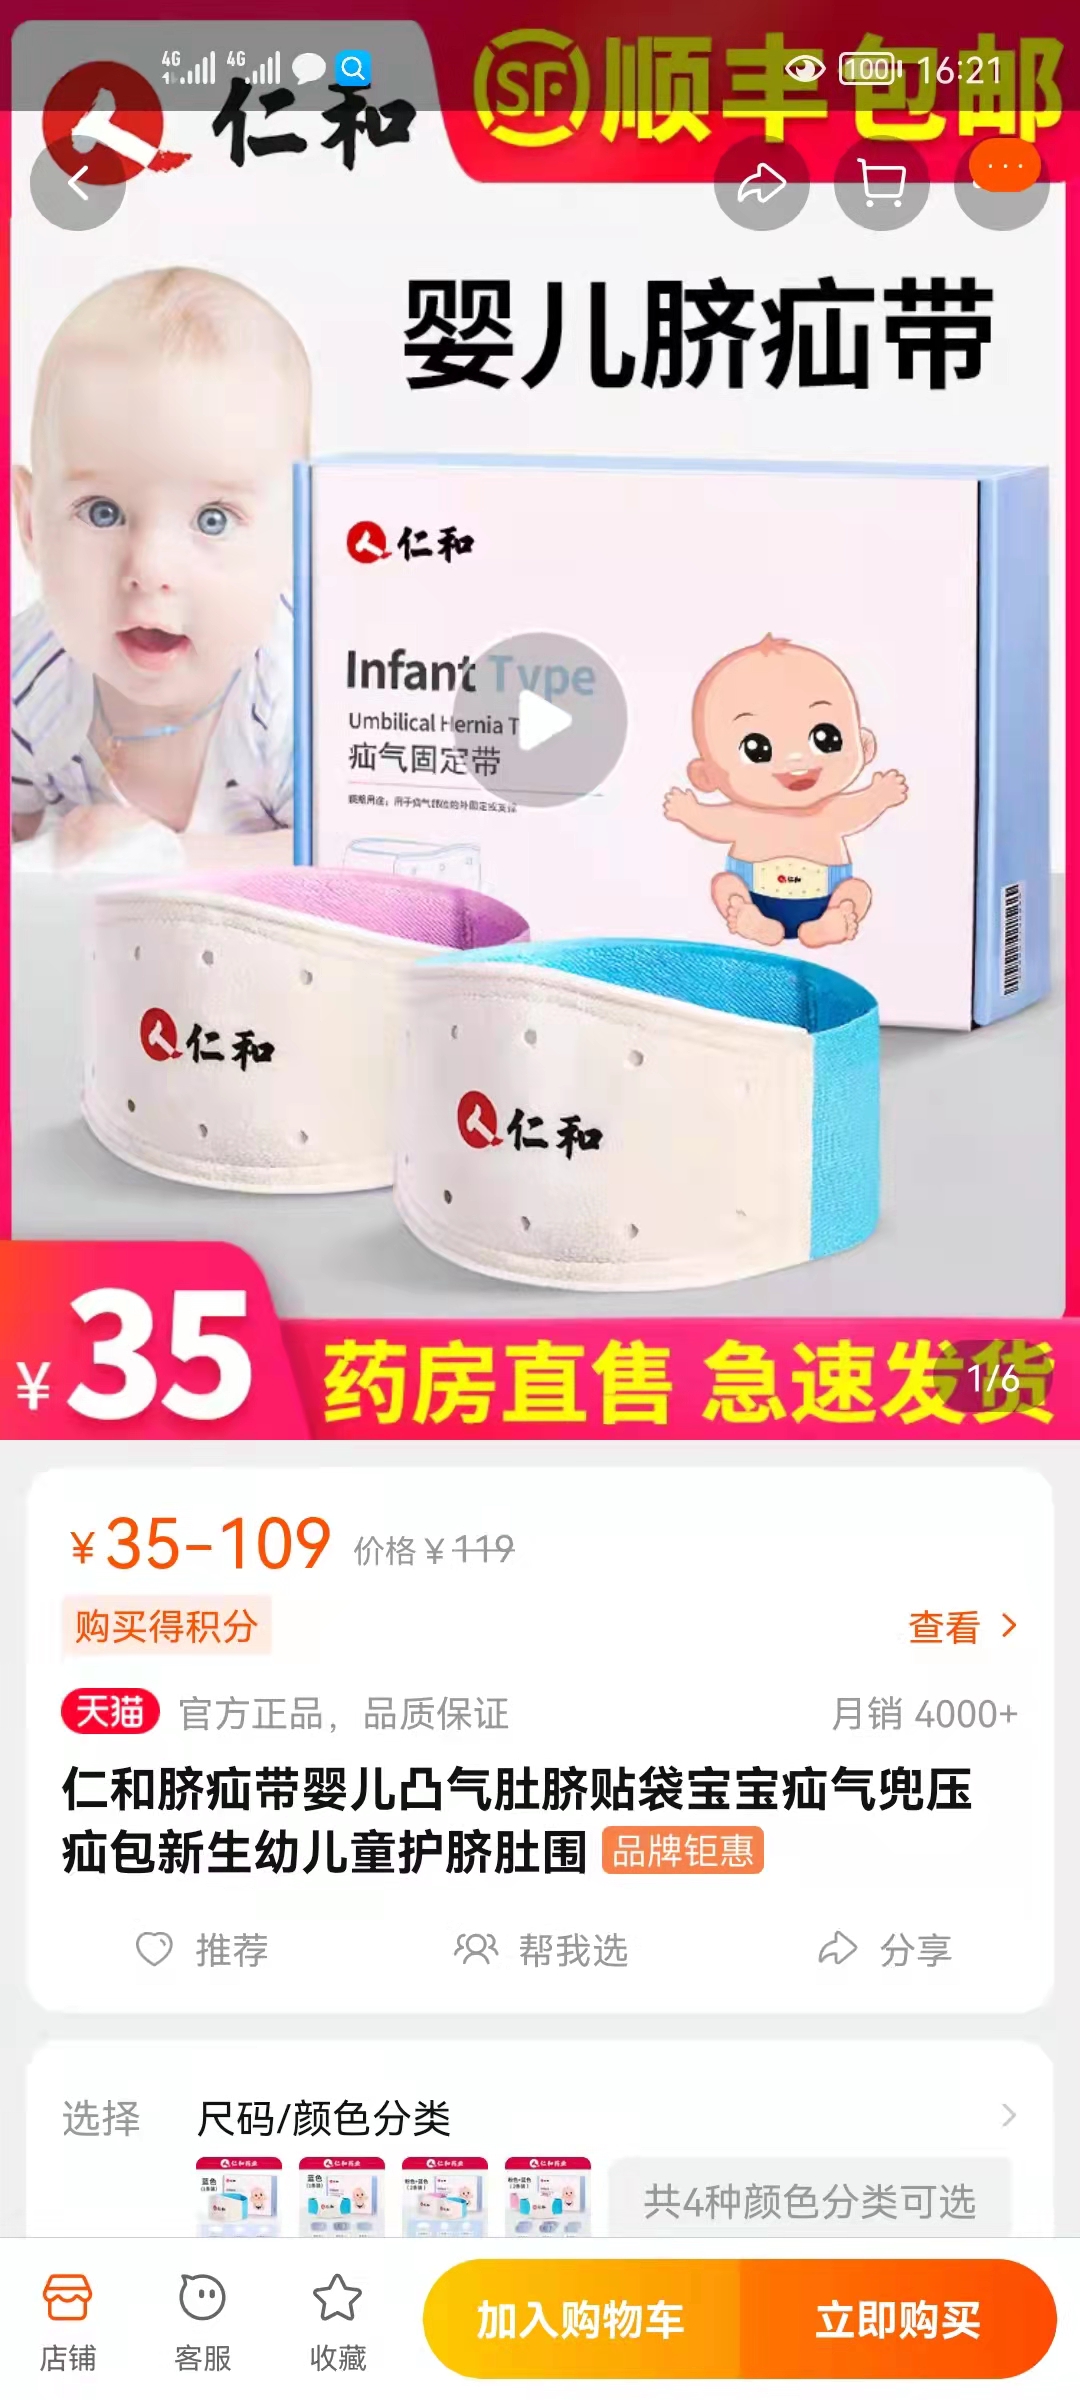 4G 4G 100 16:21
仁和 SF 顺丰包邮
婴儿脐疝带
仁和
Infant Type
Umbilical Hernia T
疝气固定带
仁和
仁和
仁和
¥35
药房直售 急速发货
1/6
¥35-109 价格¥119
购买得积分 查看
天猫 官方正品，品质保证 月销 4000+
仁和脐疝带婴儿凸气肚脐贴袋宝宝疝气兜压
疝包新生幼儿童护脐肚围 品牌钜惠
推荐 帮我选 分享
选择 尺码/颜色分类
共4种颜色分类可选
店铺 客服 收藏 加入购物车 立即购买